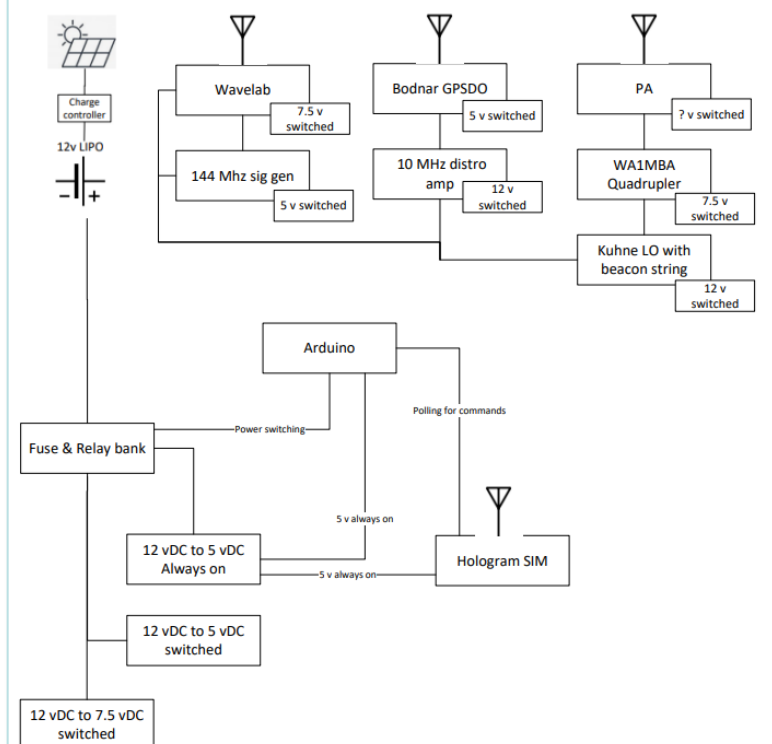 Charge
controller
12v LIPO
- +
Wavelab
7.5 v
switched
144 Mhz sig gen
5 v switched
Bodnar GPSDO
5 v switched
10 MHz distro
amp
12 v
switched
PA
? v switched
WA1MBA
Quadrupler
7.5 v
switched
Kuhne LO with
beacon string
12 v
switched
Arduino
Polling for commands
Power switching
Fuse & Relay bank
5 v always on
12 vDC to 5 vDC
Always on
5 v always on
Hologram SIM
12 vDC to 5 vDC
switched
12 vDC to 7.5 vDC
switched